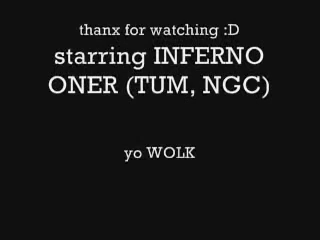 thanx for watching :D
starring INFERNO
ONER (TUM, NGC)
yo WOLK